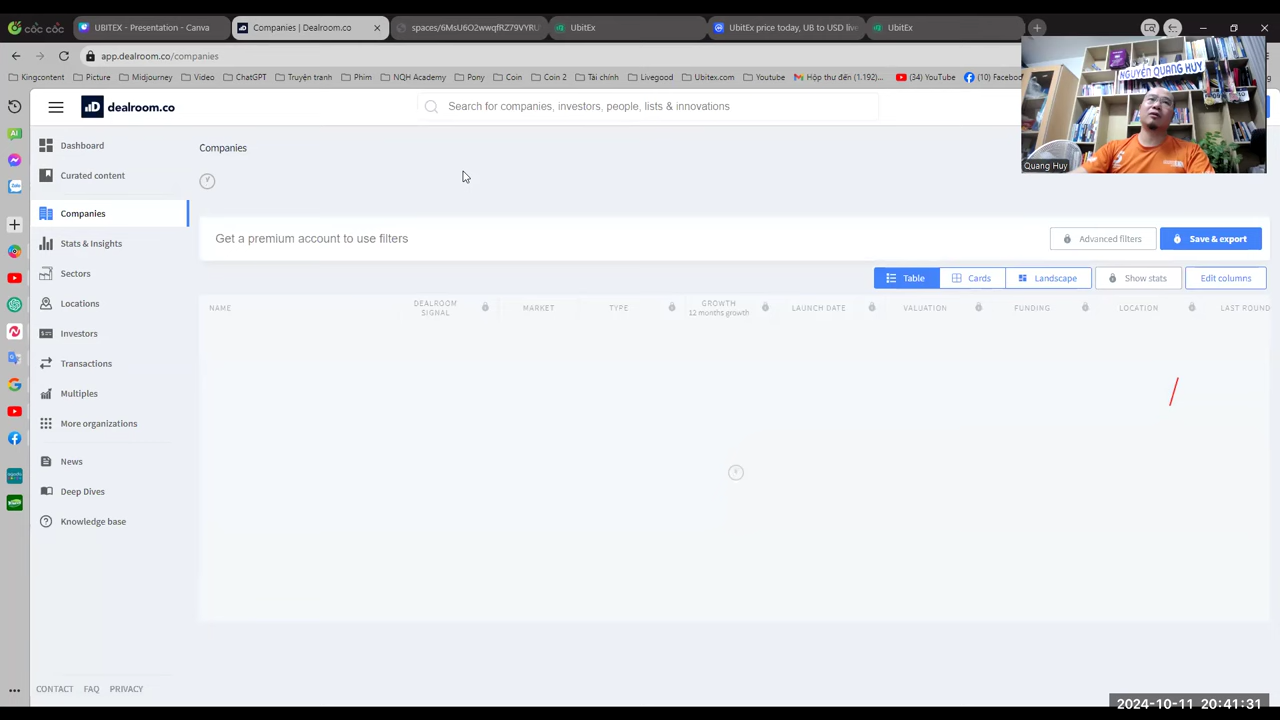 cốc cốc
UBITEX - Presentation - Canva
Companies | Dealroom.co
spaces/6MsU6O2wwqfRZ79VYRU
UbitEx
UbitEx price today, UB to USD live
UbitEx
app.dealroom.co/companies
Kingcontent
Picture
Midjourney
Video
ChatGPT
Truyện tranh
Phim
NQH Academy
Poolz
Coin
Coin 2
Tài chính
Livegood
Ubitex.com
Youtube
Hộp thư đến (1.192)
(40) YouTube
(10) Facebook
dealroom.co
Search for companies, investors, people, lists & innovations
NGUYỄN QUANG HUY
Quang Huy
Dashboard
Curated content
Companies
Stats & Insights
Sectors
Locations
Investors
Transactions
Multiples
More organizations
News
Deep Dives
Knowledge base
CONTACT FAQ PRIVACY
Companies
Get a premium account to use filters
Advanced filters
Save & export
Table
Cards
Landscape
Show stats
Edit columns
NAME
DEALROOM
SIGNAL
MARKET
TYPE
GROWTH
12 months growth
LAUNCH DATE
VALUATION
FUNDING
LOCATION
LAST ROUND
2024-10-11 20:41:31